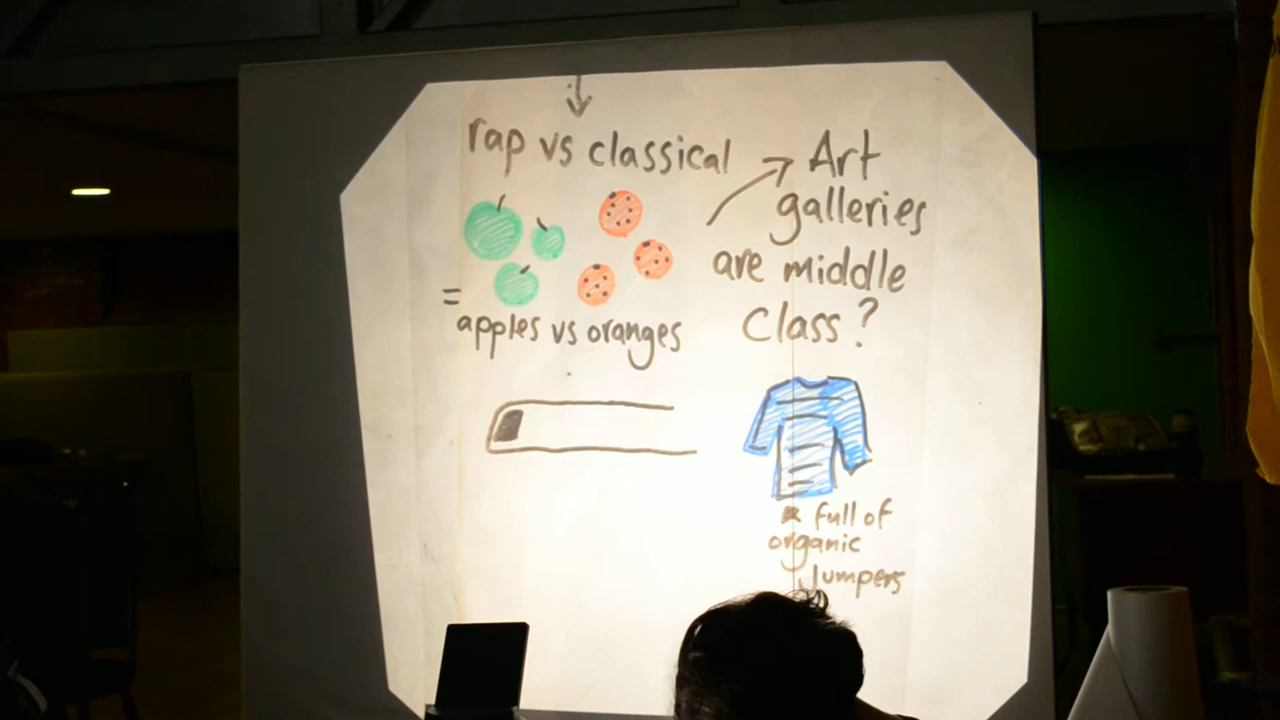 rap vs classical
= apples vs oranges
Art
galleries
are middle
class?
full of
organic
Jumpers